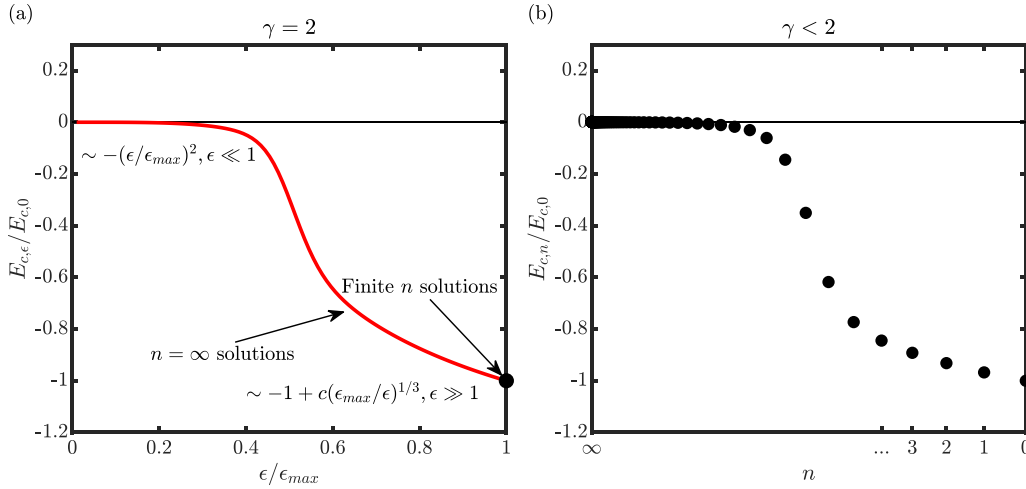 (a)
γ = 2
0.2
0
-0.2
-0.4
-0.6
-0.8
-1
-1.2
E_{c,ϵ}/E_{c,0}
∼ −(ϵ/ϵ_{max})^2, ϵ ≪ 1
Finite n solutions
n = ∞ solutions
∼ −1 + c(ϵ_{max}/ϵ)^{1/3}, ϵ ≫ 1
0 0.2 0.4 0.6 0.8 1
ϵ/ϵ_{max}
(b)
γ < 2
0.2
0
-0.2
-0.4
-0.6
-0.8
-1
-1.2
E_{c,n}/E_{c,0}
∞ ... 3 2 1 0
n